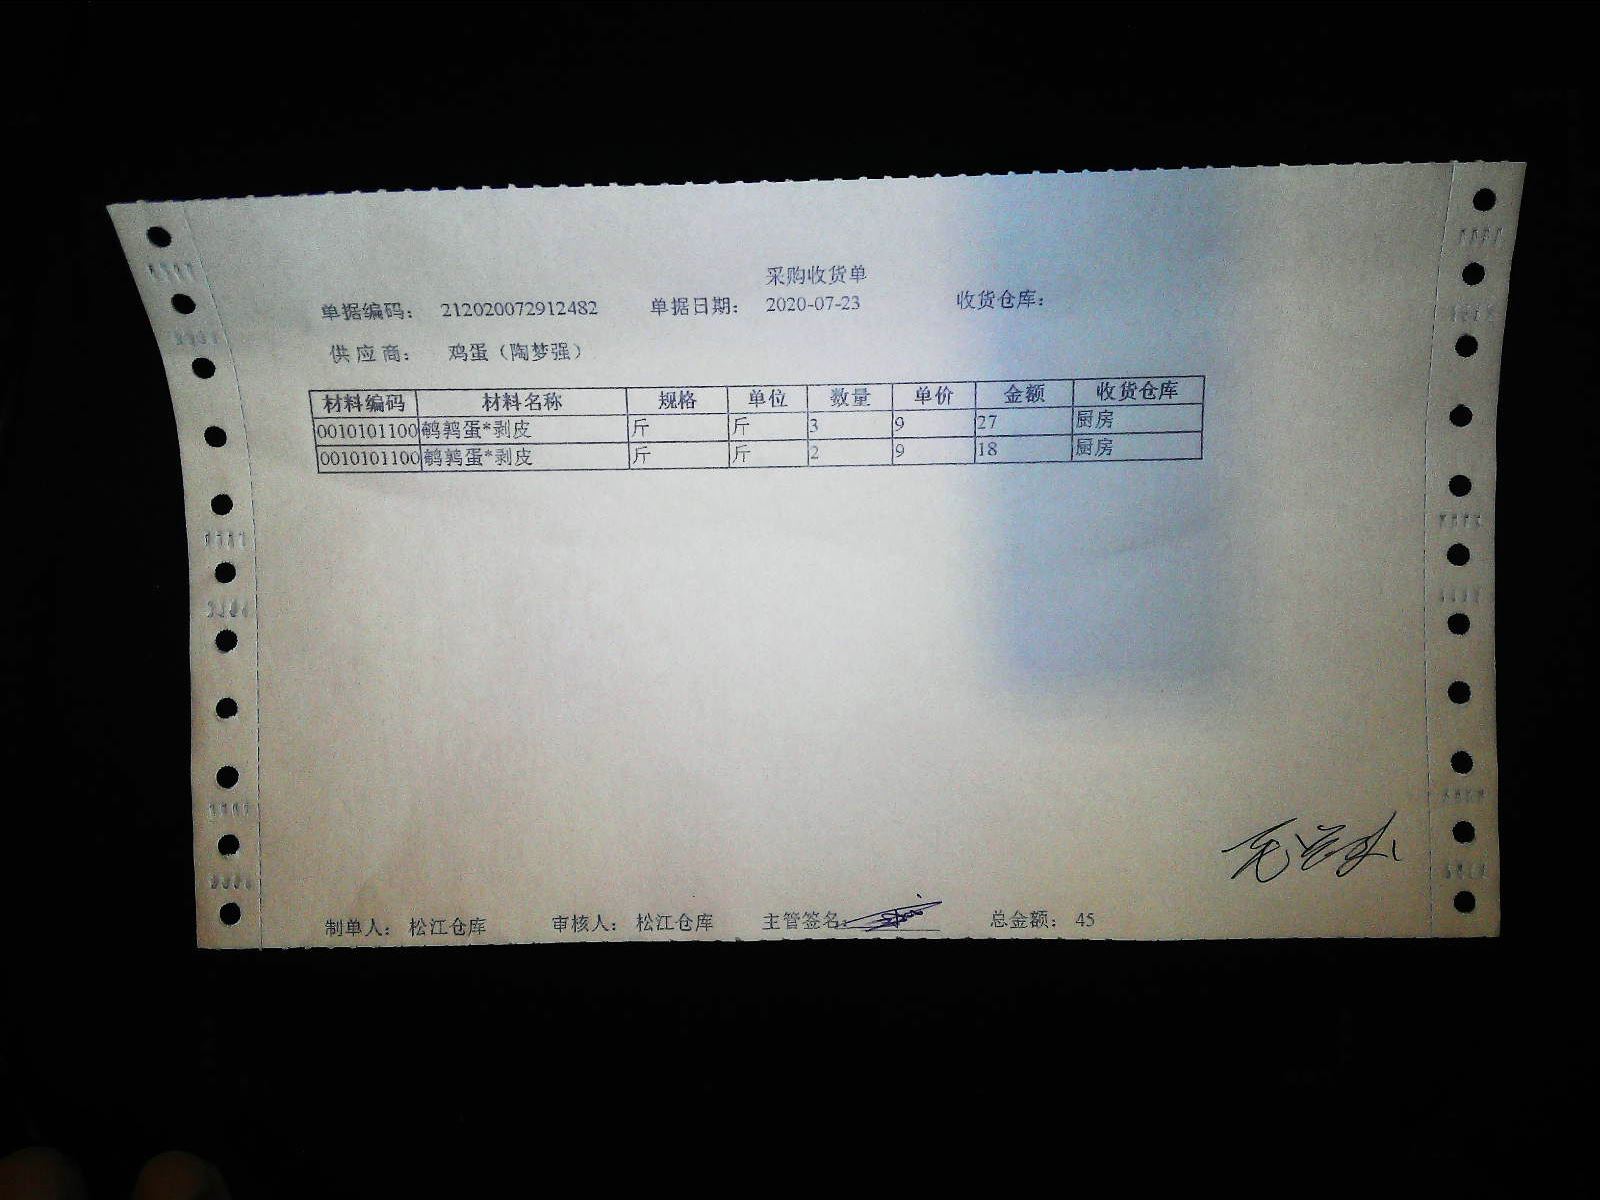 采购收货单
单据编码： 212020072912482 单据日期： 2020-07-23 收货仓库：
供应商： 鸡蛋（陶梦强）
材料编码 材料名称 规格 单位 数量 单价 金额 收货仓库
0010101100 鹌鹑蛋*剥皮 斤 斤 3 9 27 厨房
0010101100 鹌鹑蛋*剥皮 斤 斤 2 9 18 厨房
制单人： 松江仓库 审核人： 松江仓库 主管签名： 总金额： 45